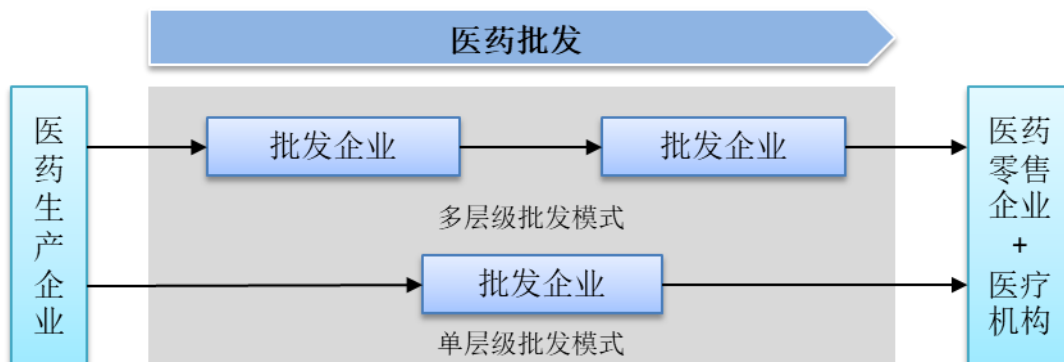 医药批发
医药生产企业
批发企业
批发企业
多层级批发模式
批发企业
单层级批发模式
医药
零售
企业
+
医疗
机构